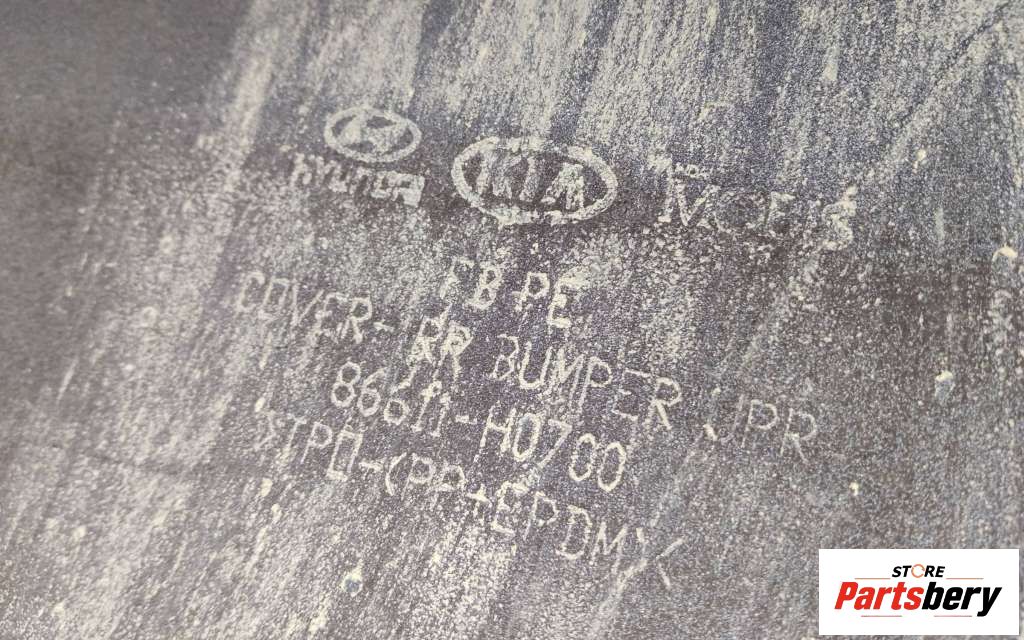 HYUNDAI KIA MOBIS
FB PE
COVER-RR BUMPER UPR
86611-H0700
>TPO-(PP+EPDM)<
STORE
Partsbery